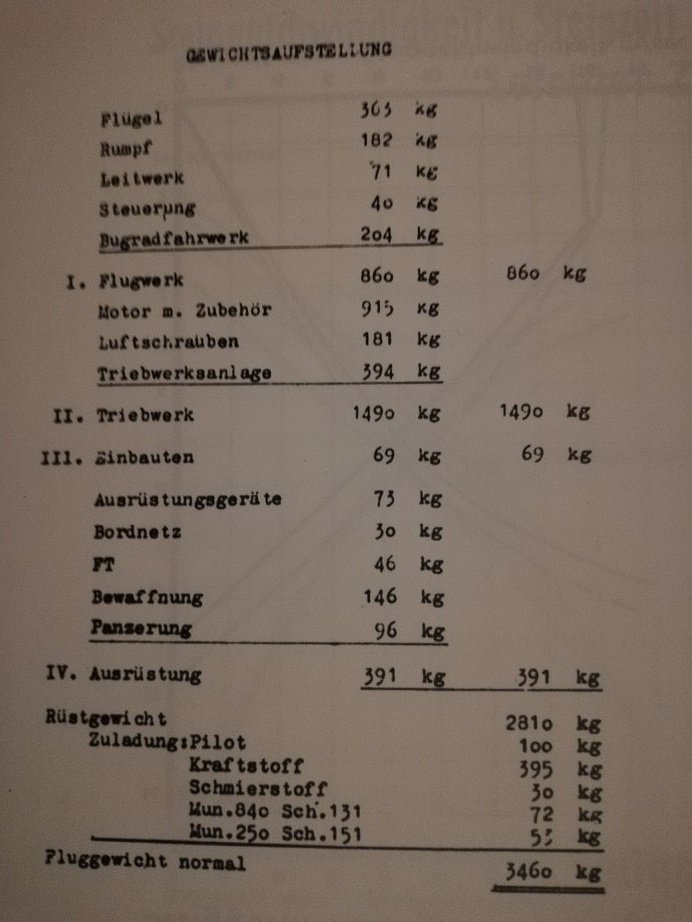 GEWICHTSAUFSTELLUNG
Flügel 363 kg
Rumpf 182 kg
Leitwerk 71 kg
Steuerung 40 kg
Bugradfahrwerk 204 kg
I. Flugwerk 860 kg 860 kg
Motor m. Zubehör 915 kg
Luftschrauben 181 kg
Triebwerksanlage 394 kg
II. Triebwerk 1490 kg 1490 kg
III. Einbauten 69 kg 69 kg
Ausrüstungsgeräte 73 kg
Bordnetz 30 kg
FT 46 kg
Bewaffnung 146 kg
Panzerung 96 kg
IV. Ausrüstung 391 kg 391 kg
Rüstgewicht 2810 kg
Zuladung:Pilot 100 kg
Kraftstoff 395 kg
Schmierstoff 30 kg
Mun.840 Sch.131 72 kg
Mun.250 Sch.151 53 kg
Fluggewicht normal 3460 kg